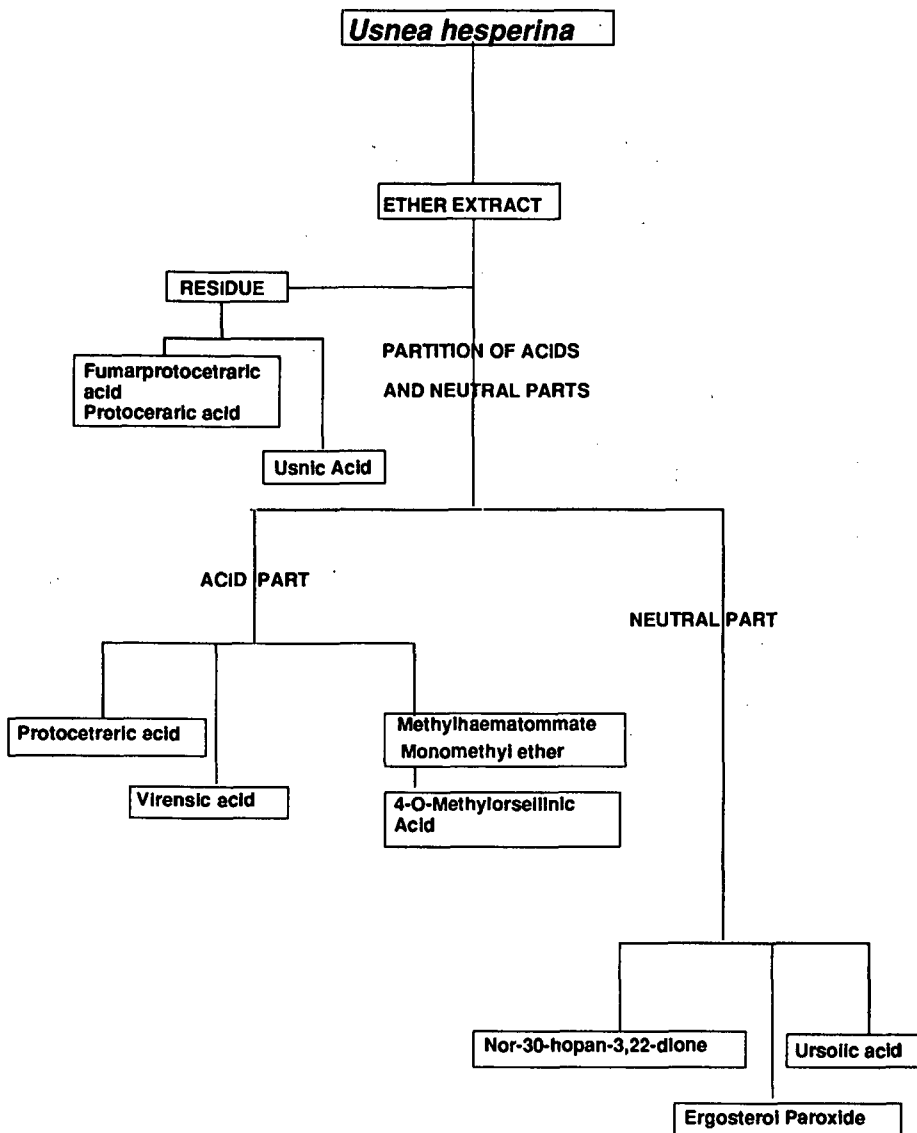 Usnea hesperina
ETHER EXTRACT
RESIDUE
PARTITION OF ACIDS
AND NEUTRAL PARTS
Fumarprotocetraric
acid
Protoceraric acid
Usnic Acid
ACID PART
NEUTRAL PART
Protocetreric acid
Methylhaematommate
Monomethyl ether
Virensic acid
4-O-Methylorsellinic
Acid
Nor-30-hopan-3,22-dione
Ursolic acid
Ergosterol Paroxide